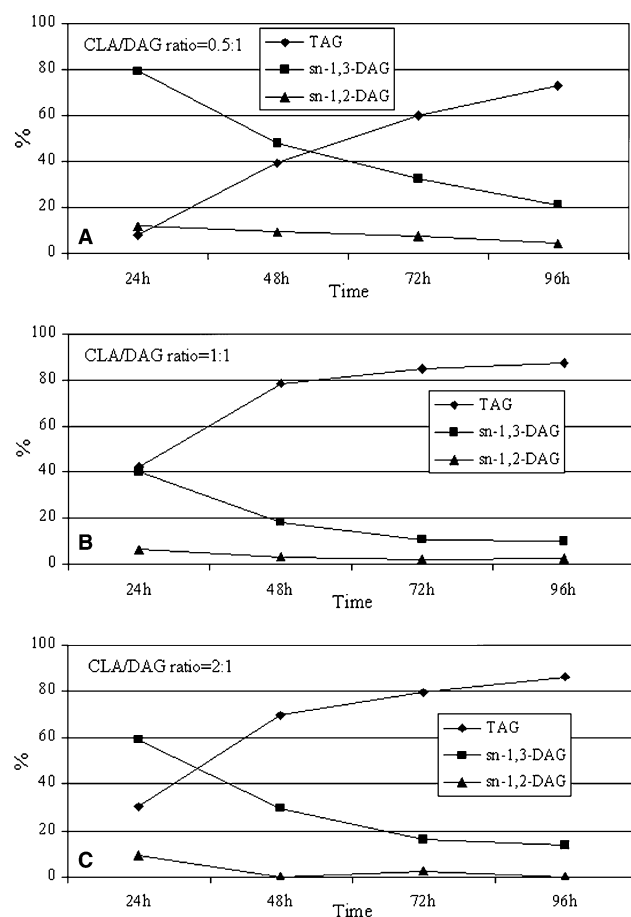 100
80
60
40
20
0
%
CLA/DAG ratio=0.5:1
TAG
sn-1,3-DAG
sn-1,2-DAG
A
24h 48h 72h 96h
Time
100
80
60
40
20
0
%
CLA/DAG ratio=1:1
TAG
sn-1,3-DAG
sn-1,2-DAG
B
24h 48h 72h 96h
Time
100
80
60
40
20
0
%
CLA/DAG ratio=2:1
TAG
sn-1,3-DAG
sn-1,2-DAG
C
24h 48h 72h 96h
Time